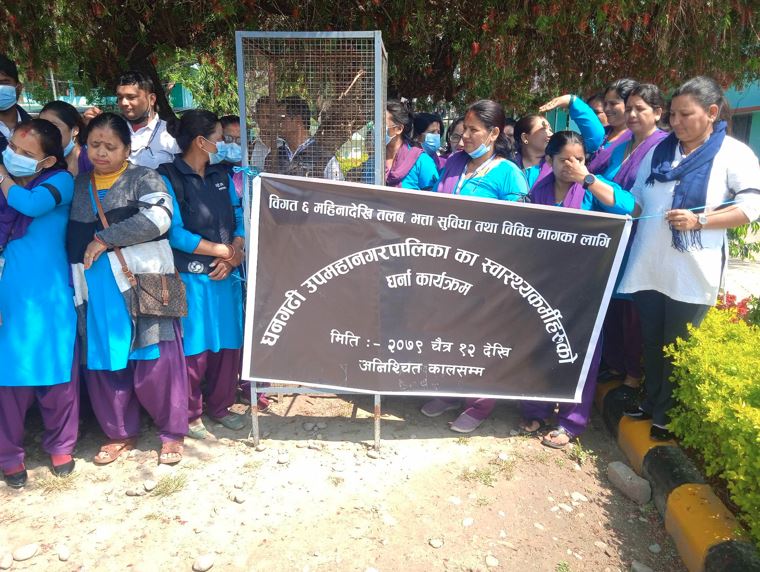 विगत ६ महिनादेखि तलब, भत्ता सुविधा तथा विविध मागका लागि
धनगढी उपमहानगरपालिका का स्वास्थ्यकर्मीहरूको
धर्ना कार्यक्रम
मिति :- २०७९ चैत्र १२ देखि
अनिश्चित कालसम्म